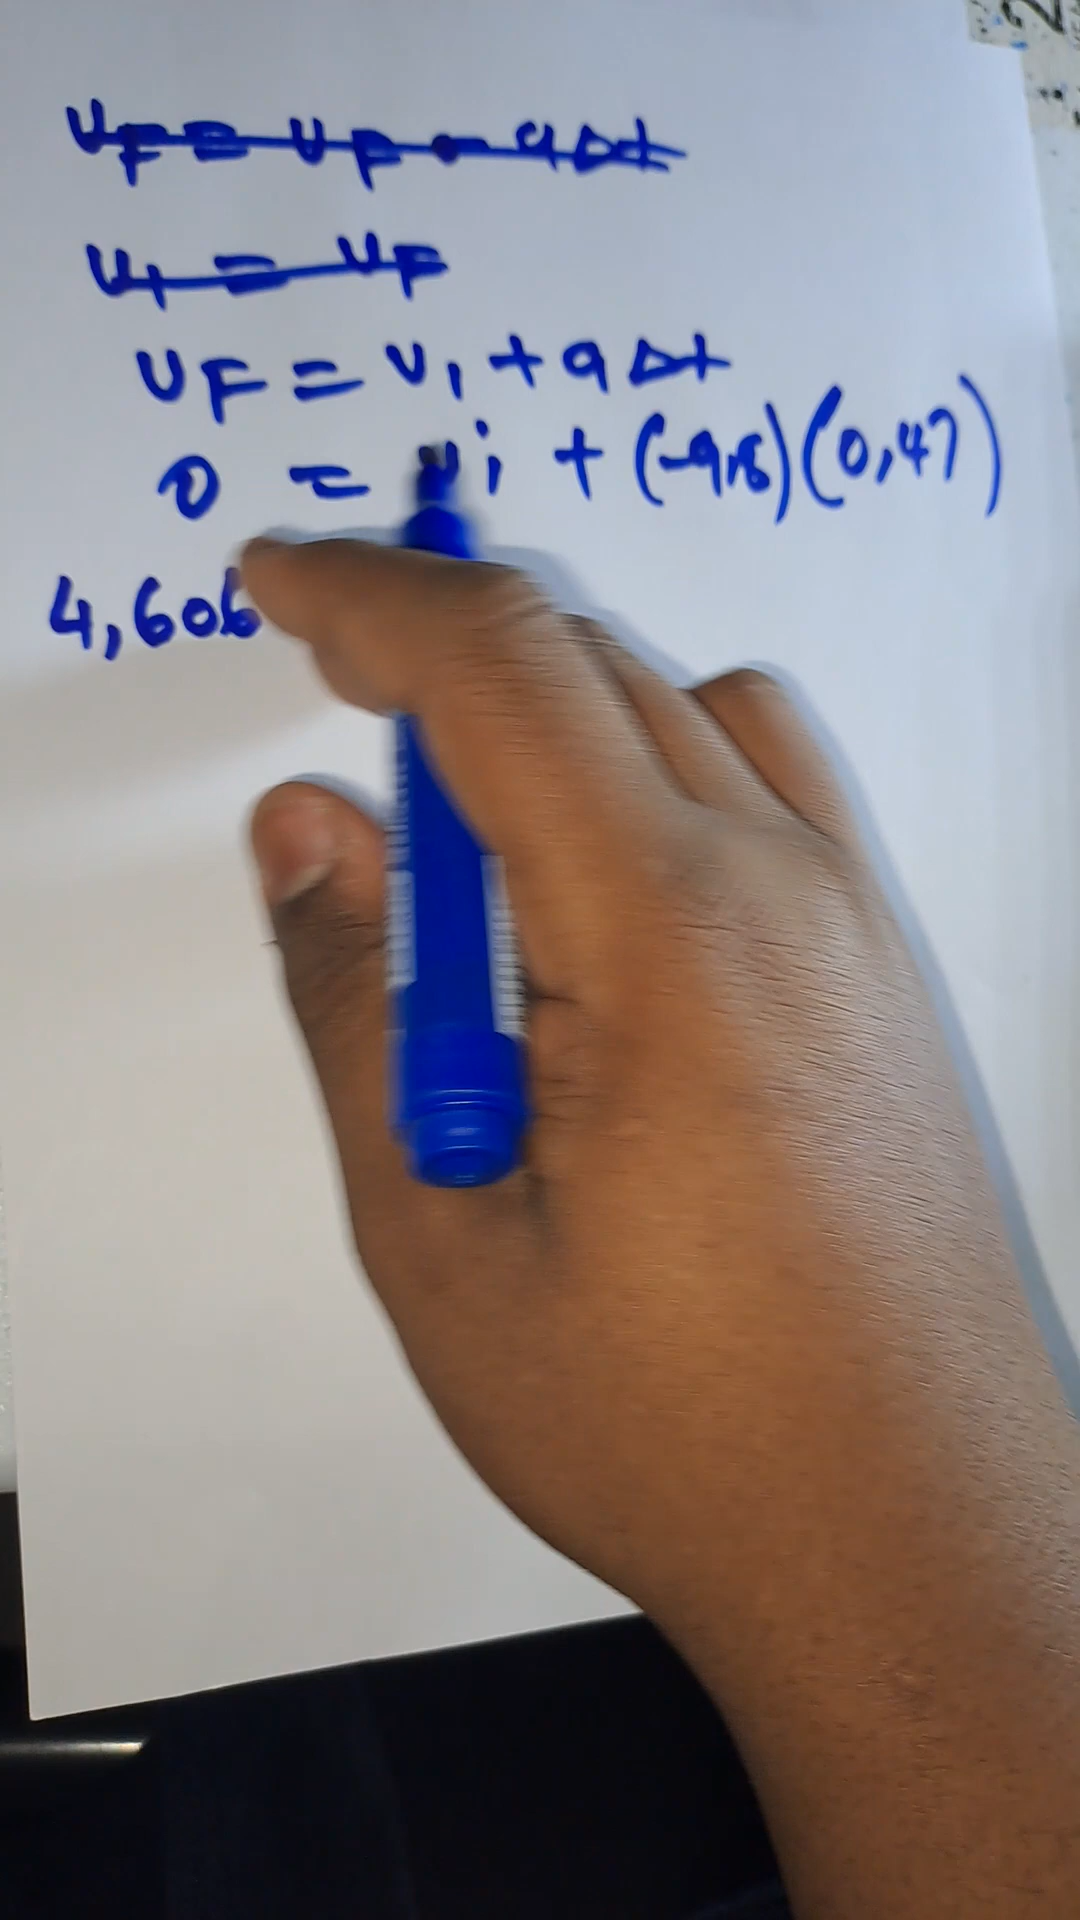 vF = vF - aΔt
vi = vF
vF = vi + aΔt
0 = vi + (-9,8)(0,47)
4,606